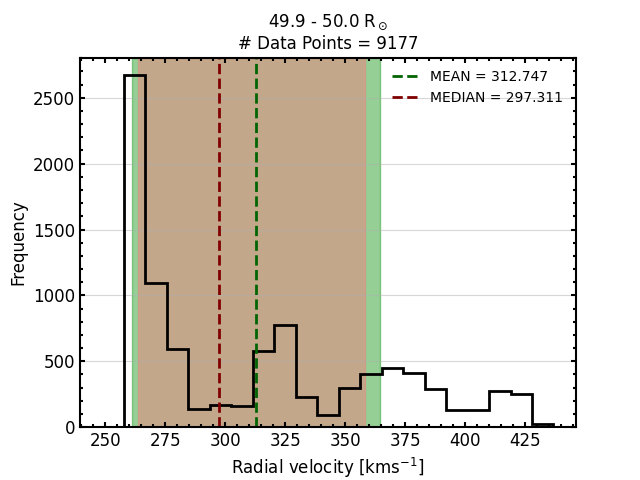 49.9 - 50.0 R⊙
# Data Points = 9177
MEAN = 312.747
MEDIAN = 297.311
Frequency
2500
2000
1500
1000
500
0
250 275 300 325 350 375 400 425
Radial velocity [kms⁻¹]